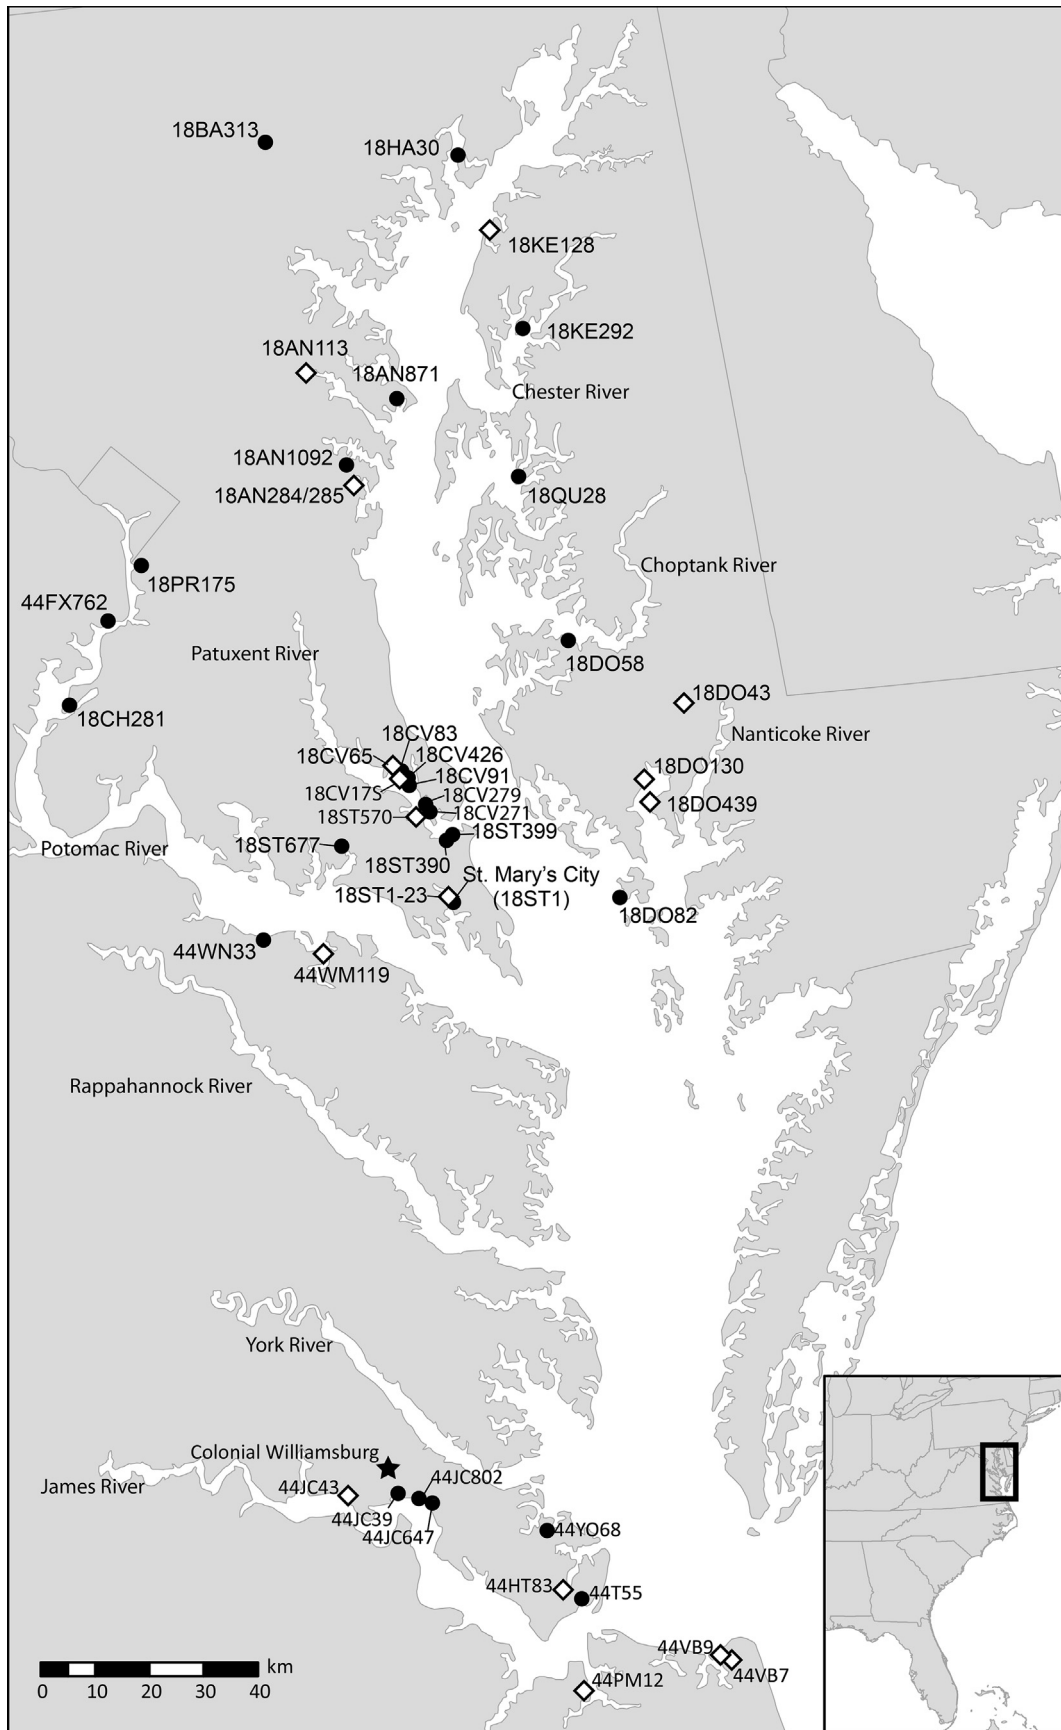 18BA313
18HA30
18KE128
18KE292
18AN113
18AN871
Chester River
18AN1092
18AN284/285
18QU28
18PR175
Choptank River
44FX762
Patuxent River
18DO58
18CH281
18DO43
18CV83
Nanticoke River
18CV65
18CV426
18DO130
18CV91
18CV17S
18CV279
18DO439
18ST570
18CV271
18ST399
Potomac River
18ST677
18ST390
St. Mary's City
(18ST1)
18ST1-23
18DO82
44WN33
44WM119
Rappahannock River
York River
Colonial Williamsburg
James River
44JC43
44JC802
44JC39
44JC647
44YO68
44HT83
44T55
44VB9
44VB7
44PM12
km
0 10 20 30 40